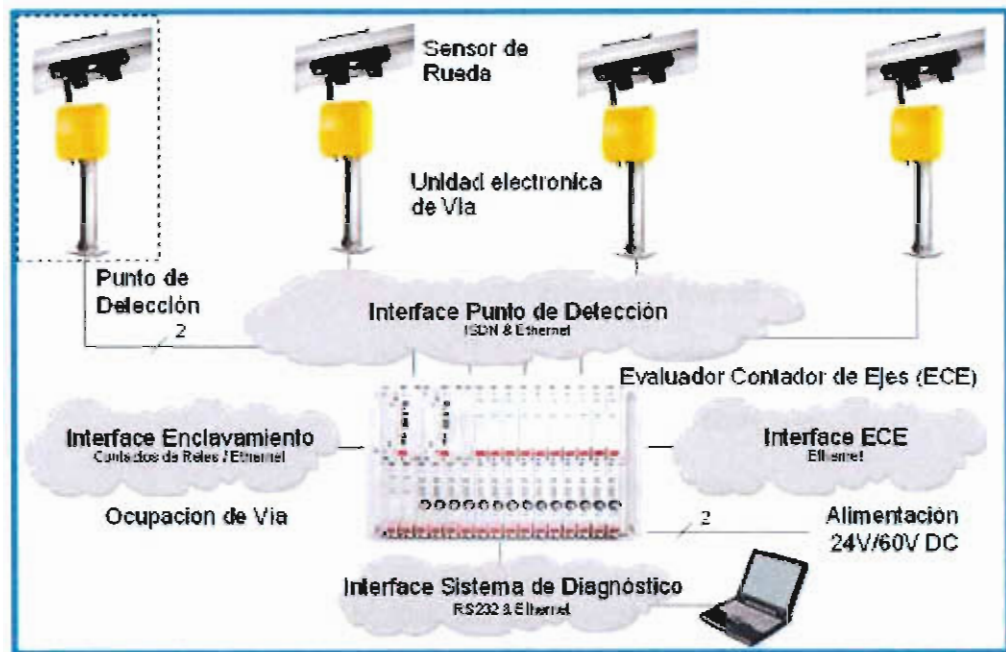 Sensor de
Rueda
Unidad electronica
de Via
Punto de
Detección
2
Interface Punto de Detección
ISDN & Ethernet
Evaluador Contador de Ejes (ECE)
Interface Enclavamiento
Contactos de Reles / Ethernet
Interface ECE
Ethernet
Ocupacion de Via
2
Alimentación
24V/60V DC
Interface Sistema de Diagnóstico
RS232 & Ethernet